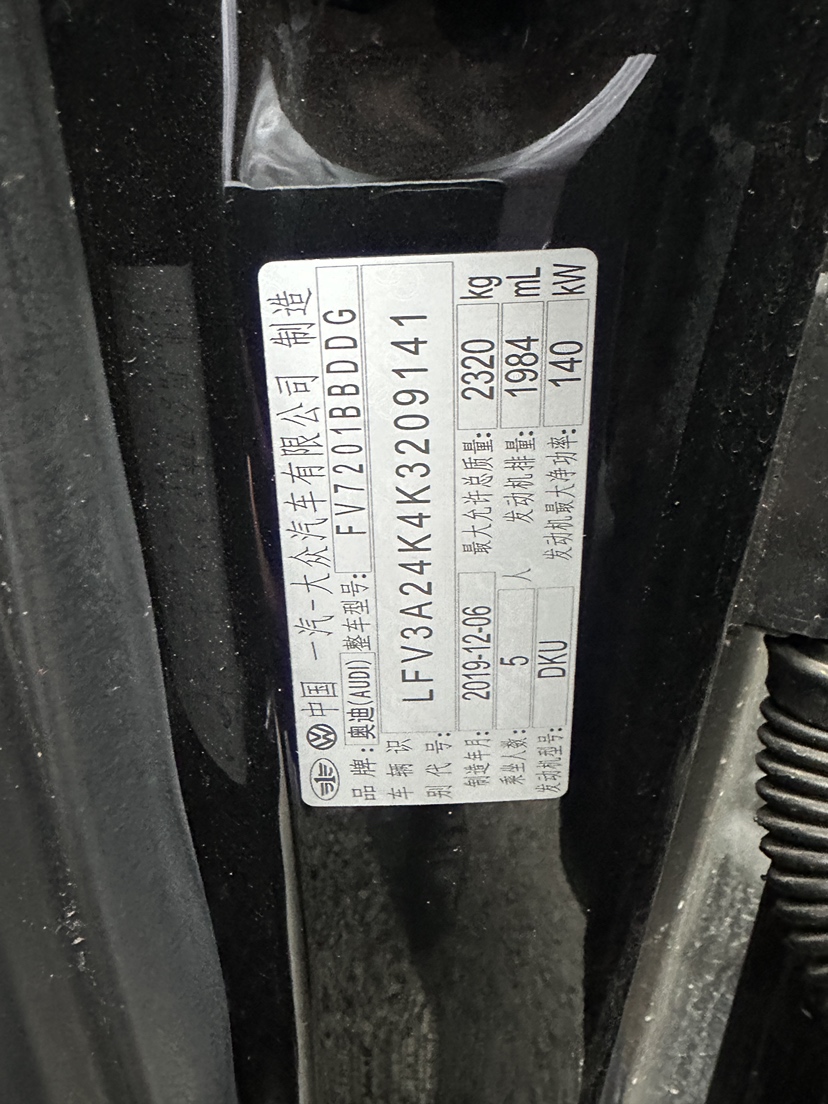 中国 一汽-大众汽车有限公司 制造
品牌: 奥迪(AUDI) 整车型号: FV7201BBDDG
车辆识别代号: LFV3A24K4K3209141
制造年月: 2019-12-06 最大允许总质量: 2320 kg
乘坐人数: 5 人 发动机排量: 1984 mL
发动机型号: DKU 发动机最大净功率: 140 kW